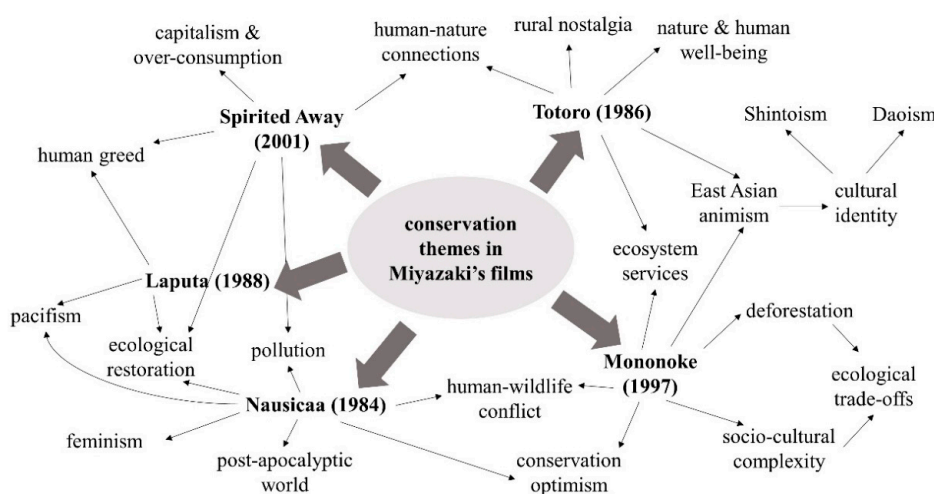 capitalism &
over-consumption
human-nature
connections
rural nostalgia
nature & human
well-being
Spirited Away
(2001)
Totoro (1986)
Shintoism
Daoism
human greed
East Asian
animism
cultural
identity
conservation
themes in
Miyazaki's films
ecosystem
services
Laputa (1988)
pacifism
ecological
restoration
pollution
deforestation
Mononoke
(1997)
ecological
trade-offs
human-wildlife
conflict
Nausicaa (1984)
feminism
post-apocalyptic
world
conservation
optimism
socio-cultural
complexity